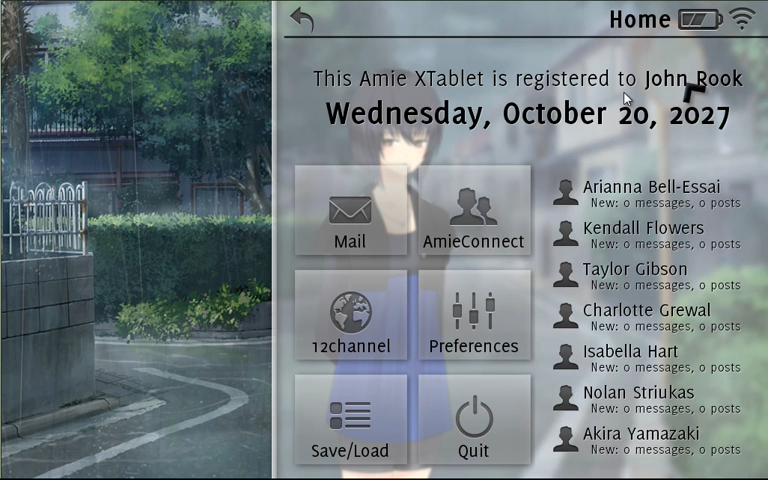 Home
This Amie XTablet is registered to John Rook
Wednesday, October 20, 2027
Mail
AmieConnect
12channel
Preferences
Save/Load
Quit
Arianna Bell-Essai
New: 0 messages, 0 posts
Kendall Flowers
New: 0 messages, 0 posts
Taylor Gibson
New: 0 messages, 0 posts
Charlotte Grewal
New: 0 messages, 0 posts
Isabella Hart
New: 0 messages, 0 posts
Nolan Striukas
New: 0 messages, 0 posts
Akira Yamazaki
New: 0 messages, 0 posts